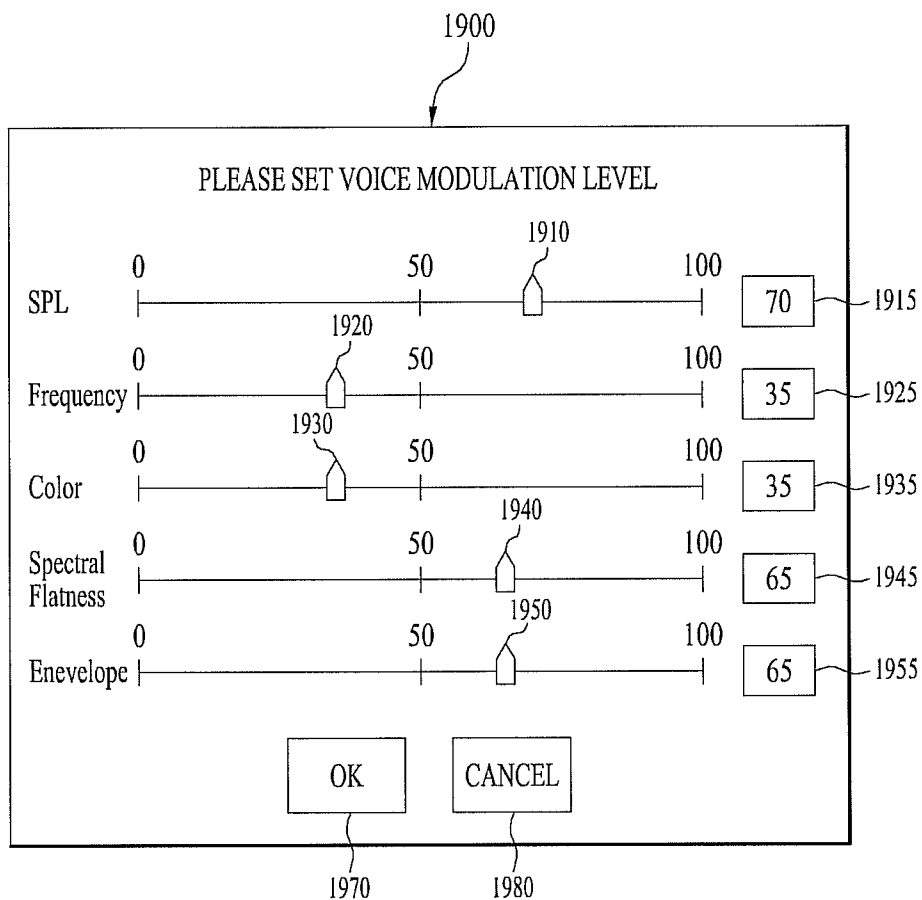 1900
PLEASE SET VOICE MODULATION LEVEL
1910
0 50 100
SPL 70 1915
1920
0 50 100
Frequency 35 1925
1930
0 50 100
Color 35 1935
1940
0 50 100
Spectral
Flatness 65 1945
1950
0 50 100
Enevelope 65 1955
OK CANCEL
1970 1980